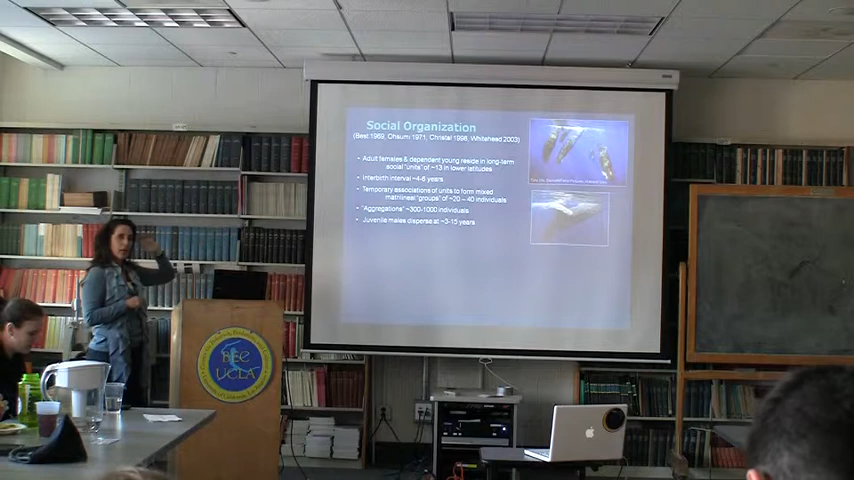 Social Organization
(Best 1969, Ohsumi 1971, Christal 1998, Whitehead 2003)
• Adult females & dependent young reside in long-term
social "units" of ~13 in lower latitudes
• Interbirth interval ~4-6 years
• Temporary associations of units to form mixed
matrilineal "groups" of ~20 – 40 individuals
• "Aggregations" ~300-1000 individuals
• Juvenile males disperse at ~3-15 years
EEC
UCLA